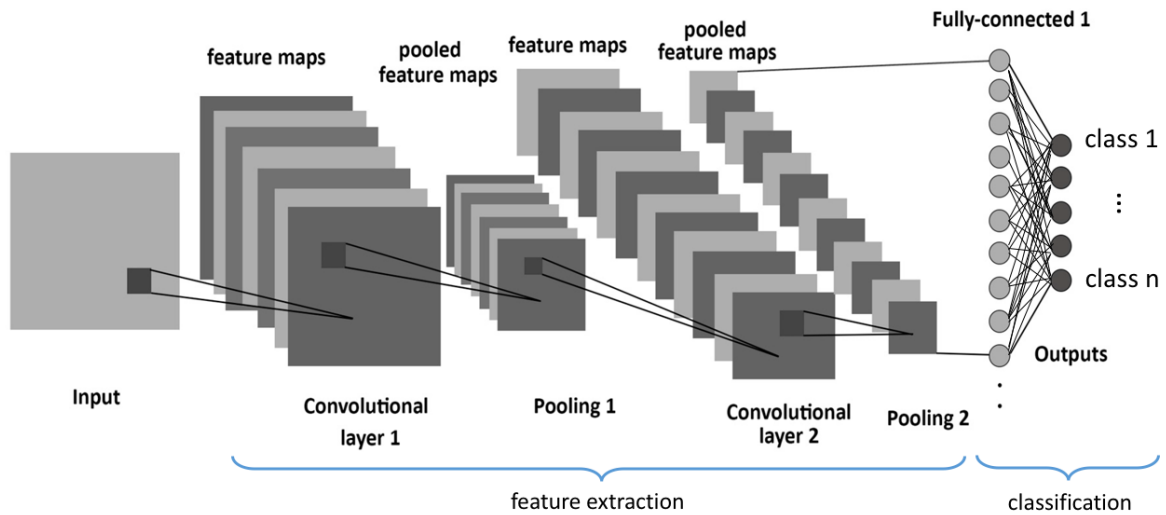 Fully-connected 1
feature maps
pooled
feature maps
feature maps
pooled
feature maps
class 1
⋮
class n
Outputs
Input
Convolutional
layer 1
Pooling 1
Convolutional
layer 2
Pooling 2
feature extraction
classification